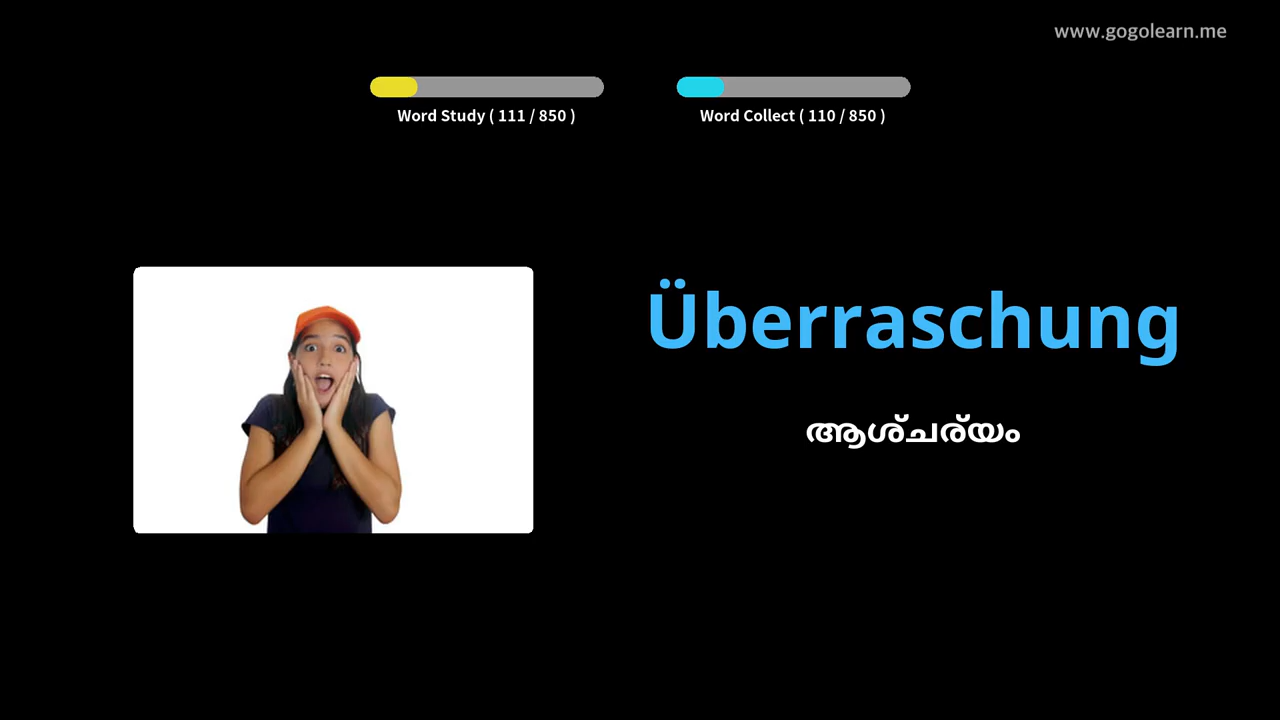 www.gogolearn.me
Word Study ( 111 / 850 )
Word Collect ( 110 / 850 )
Überraschung
ആശ്ചര്യം